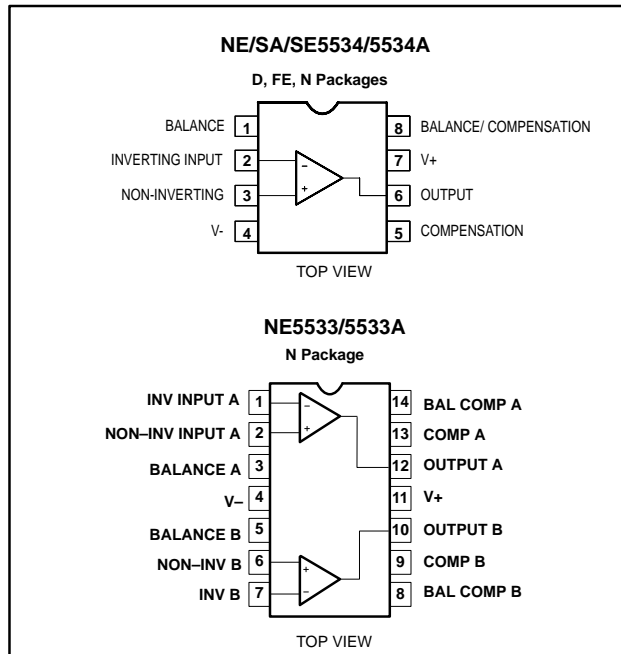 NE/SA/SE5534/5534A
D, FE, N Packages
BALANCE 1 8 BALANCE/ COMPENSATION
INVERTING INPUT 2 − 7 V+
NON-INVERTING 3 + 6 OUTPUT
V- 4 5 COMPENSATION
TOP VIEW
NE5533/5533A
N Package
INV INPUT A 1 − 14 BAL COMP A
NON–INV INPUT A 2 + 13 COMP A
BALANCE A 3 12 OUTPUT A
V– 4 11 V+
BALANCE B 5 10 OUTPUT B
NON–INV B 6 + 9 COMP B
INV B 7 − 8 BAL COMP B
TOP VIEW